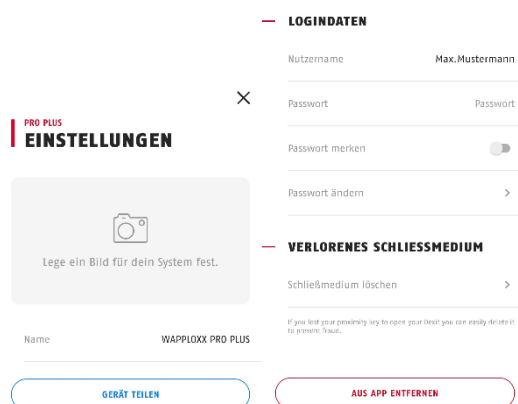 PRO PLUS
EINSTELLUNGEN
Lege ein Bild für dein System fest.
Name WAPPLOXX PRO PLUS
GERÄT TEILEN
LOGINDATEN
Nutzername Max.Mustermann
Passwort Passwort
Passwort merken
Passwort ändern
VERLORENES SCHLIESSMEDIUM
Schließmedium löschen
If you lost your proximity key to open your Dexit you can easily delete it
to prevent fraud.
AUS APP ENTFERNEN